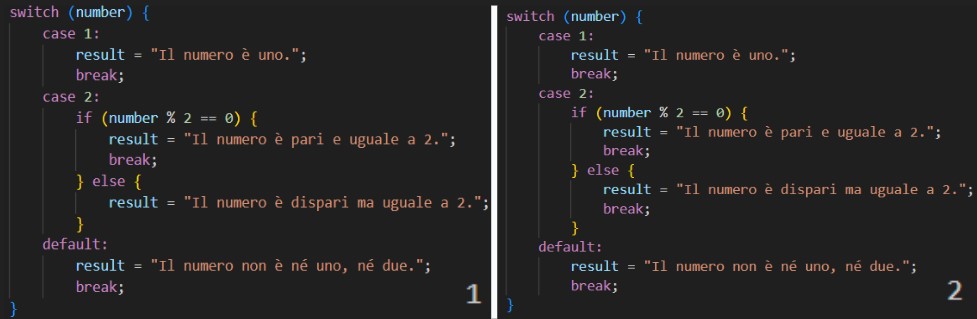 switch (number) {
case 1:
result = "Il numero è uno.";
break;
case 2:
if (number % 2 == 0) {
result = "Il numero è pari e uguale a 2.";
break;
} else {
result = "Il numero è dispari ma uguale a 2.";
}
default:
result = "Il numero non è né uno, né due.";
break;
}
1
switch (number) {
case 1:
result = "Il numero è uno.";
break;
case 2:
if (number % 2 == 0) {
result = "Il numero è pari e uguale a 2.";
break;
} else {
result = "Il numero è dispari ma uguale a 2.";
break;
}
default:
result = "Il numero non è né uno, né due.";
break;
}
2